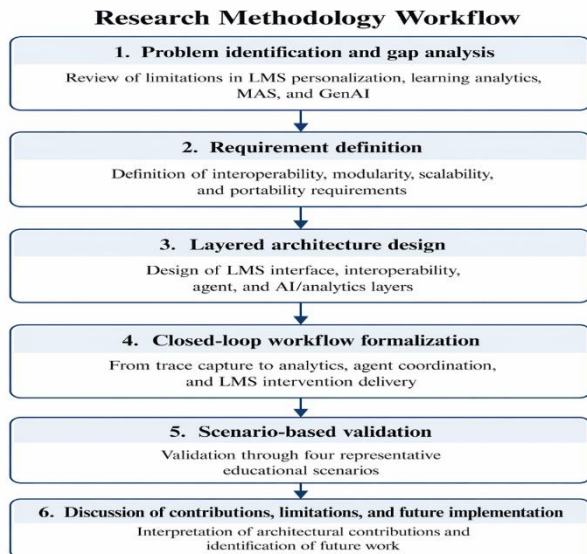 Research Methodology Workflow
1. Problem identification and gap analysis
Review of limitations in LMS personalization, learning analytics,
MAS, and GenAI
2. Requirement definition
Definition of interoperability, modularity, scalability,
and portability requirements
3. Layered architecture design
Design of LMS interface, interoperability,
agent, and AI/analytics layers
4. Closed-loop workflow formalization
From trace capture to analytics, agent coordination,
and LMS intervention delivery
5. Scenario-based validation
Validation through four representative
educational scenarios
6. Discussion of contributions, limitations, and future implementation
Interpretation of architectural contributions and
identification of future work